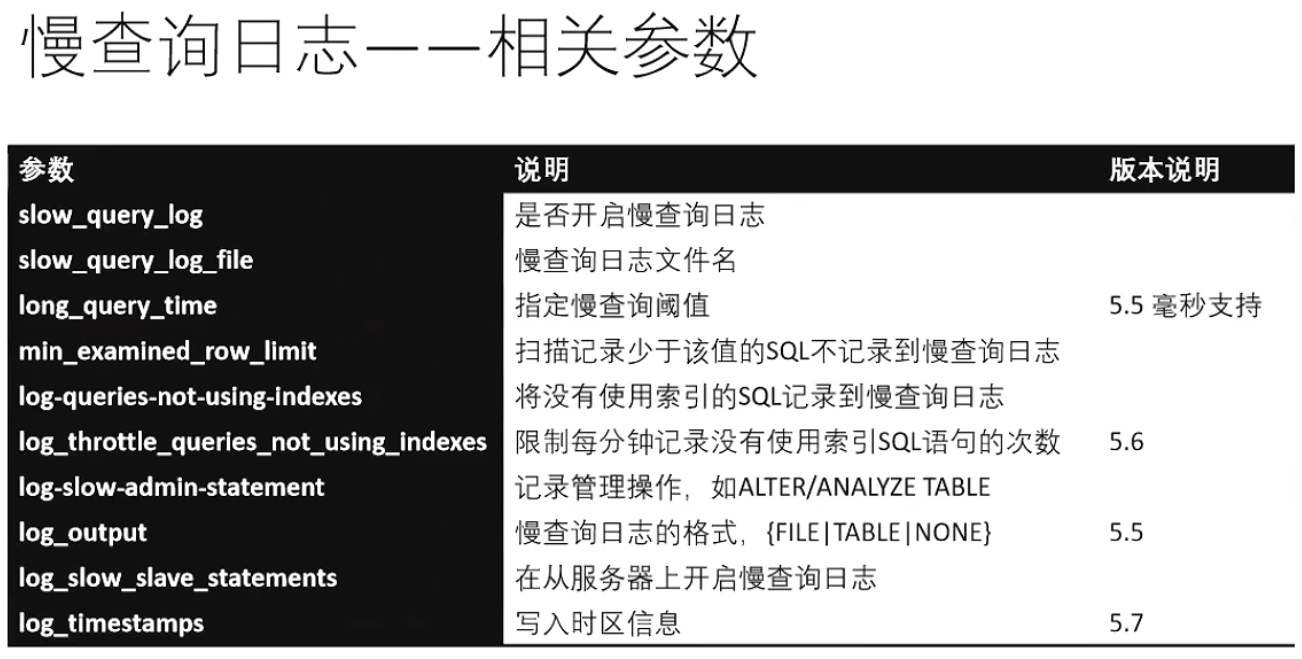 慢查询日志——相关参数
参数 说明 版本说明
slow_query_log 是否开启慢查询日志
slow_query_log_file 慢查询日志文件名
long_query_time 指定慢查询阈值 5.5 毫秒支持
min_examined_row_limit 扫描记录少于该值的SQL不记录到慢查询日志
log-queries-not-using-indexes 将没有使用索引的SQL记录到慢查询日志
log_throttle_queries_not_using_indexes 限制每分钟记录没有使用索引SQL语句的次数 5.6
log-slow-admin-statement 记录管理操作，如ALTER/ANALYZE TABLE
log_output 慢查询日志的格式，{FILE|TABLE|NONE} 5.5
log_slow_slave_statements 在从服务器上开启慢查询日志
log_timestamps 写入时区信息 5.7